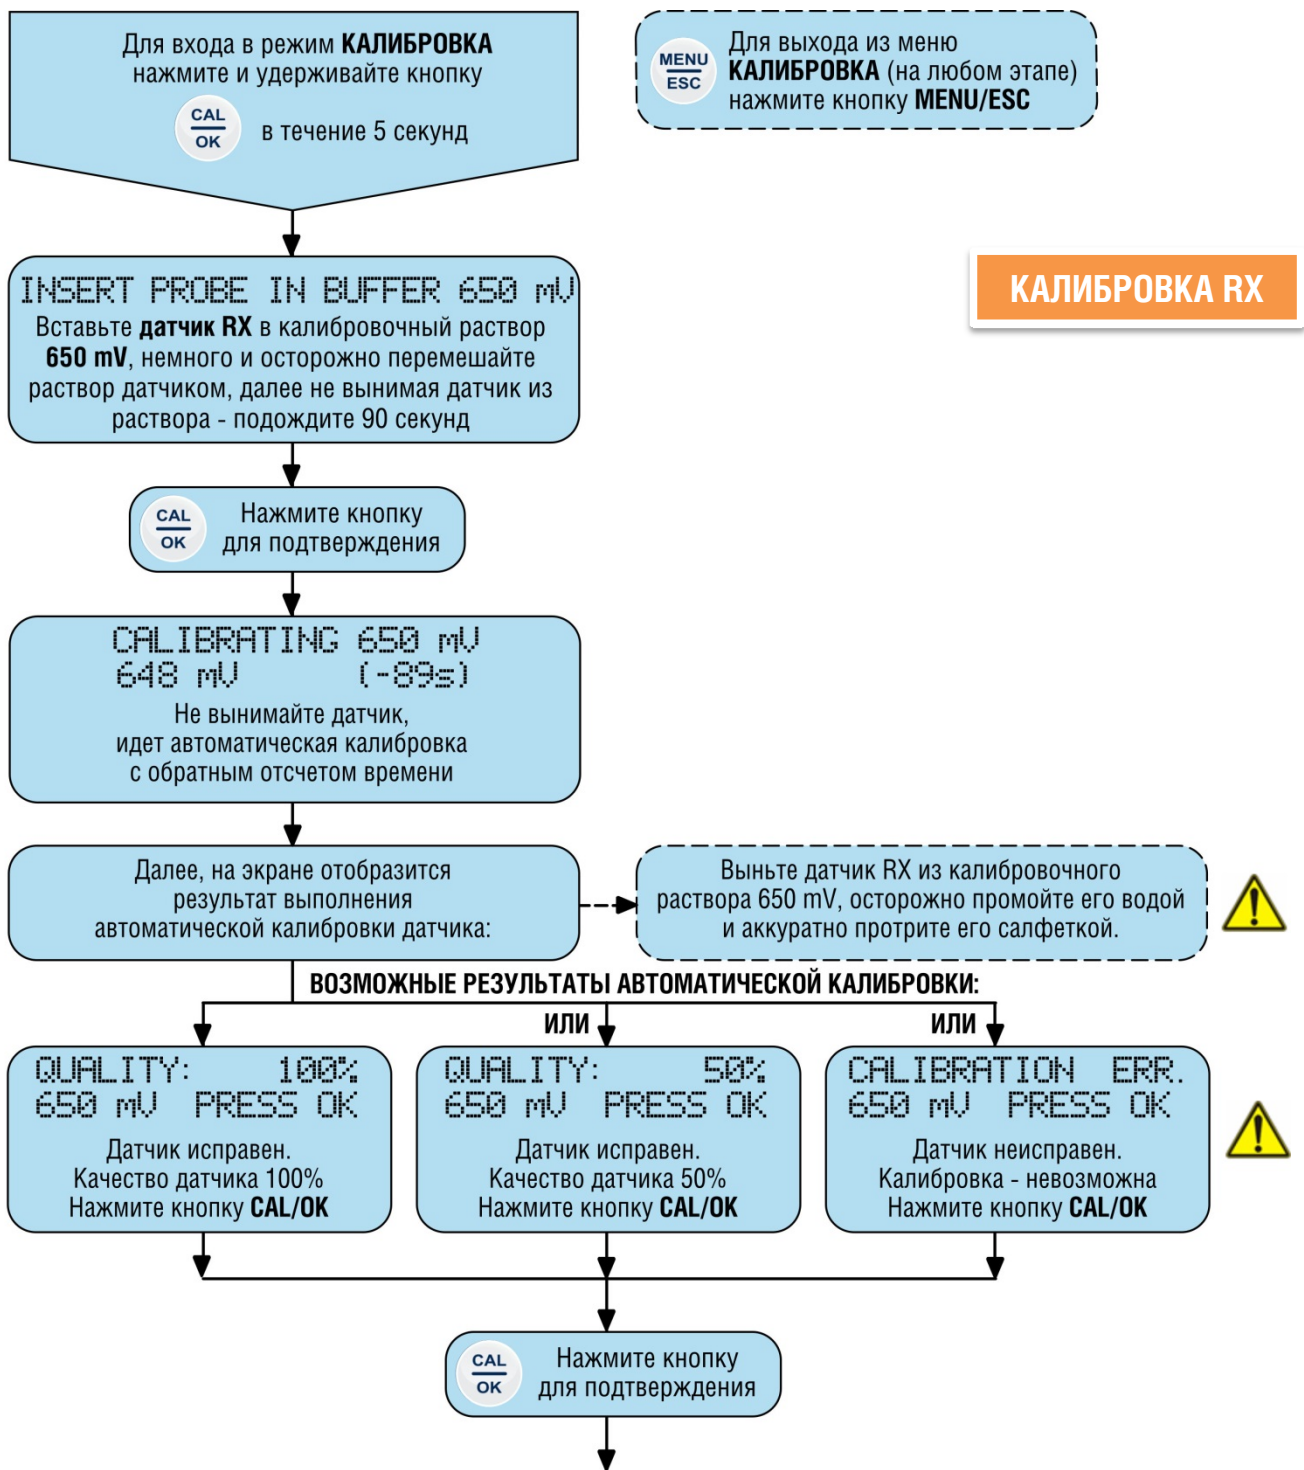 Для входа в режим КАЛИБРОВКА
нажмите и удерживайте кнопку
CAL
OK
в течение 5 секунд
MENU
ESC
Для выхода из меню
КАЛИБРОВКА (на любом этапе)
нажмите кнопку MENU/ESC
КАЛИБРОВКА RX
INSERT PROBE IN BUFFER 650 mV
Вставьте датчик RX в калибровочный раствор
650 mV, немного и осторожно перемешайте
раствор датчиком, далее не вынимая датчик из
раствора - подождите 90 секунд
CAL
OK
Нажмите кнопку
для подтверждения
CALIBRATING 650 mV
648 mV (-89s)
Не вынимайте датчик,
идет автоматическая калибровка
с обратным отсчетом времени
Далее, на экране отобразится
результат выполнения
автоматической калибровки датчика:
Выньте датчик RX из калибровочного
раствора 650 mV, осторожно промойте его водой
и аккуратно протрите его салфеткой.
ВОЗМОЖНЫЕ РЕЗУЛЬТАТЫ АВТОМАТИЧЕСКОЙ КАЛИБРОВКИ:
ИЛИ
ИЛИ
QUALITY: 100%
650 mV PRESS OK
Датчик исправен.
Качество датчика 100%
Нажмите кнопку CAL/OK
QUALITY: 50%
650 mV PRESS OK
Датчик исправен.
Качество датчика 50%
Нажмите кнопку CAL/OK
CALIBRATION ERR.
650 mV PRESS OK
Датчик неисправен.
Калибровка - невозможна
Нажмите кнопку CAL/OK
CAL
OK
Нажмите кнопку
для подтверждения